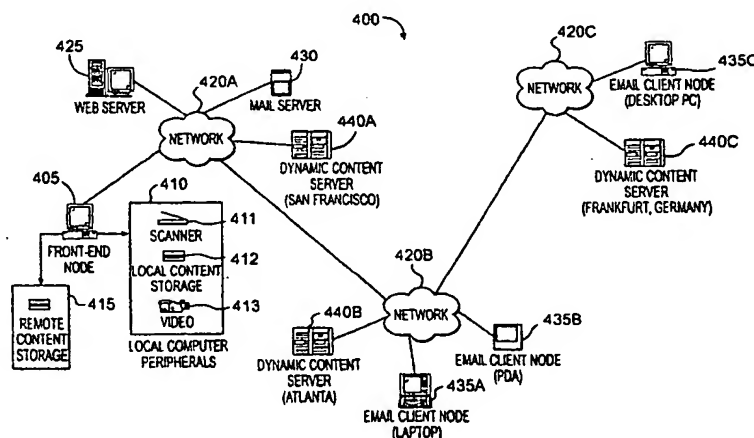 400
425
WEB SERVER
420A
NETWORK
430
MAIL SERVER
440A
DYNAMIC CONTENT
SERVER
(SAN FRANCISCO)
420C
NETWORK
435C
EMAIL CLIENT NODE
(DESKTOP PC)
440C
DYNAMIC CONTENT
SERVER
(FRANKFURT, GERMANY)
405
FRONT-END
NODE
410
411
SCANNER
412
LOCAL CONTENT
STORAGE
413
VIDEO
LOCAL COMPUTER
PERIPHERALS
415
REMOTE
CONTENT
STORAGE
420B
NETWORK
440B
DYNAMIC CONTENT
SERVER
(ATLANTA)
435A
EMAIL CLIENT NODE
(LAPTOP)
435B
EMAIL CLIENT NODE
(PDA)